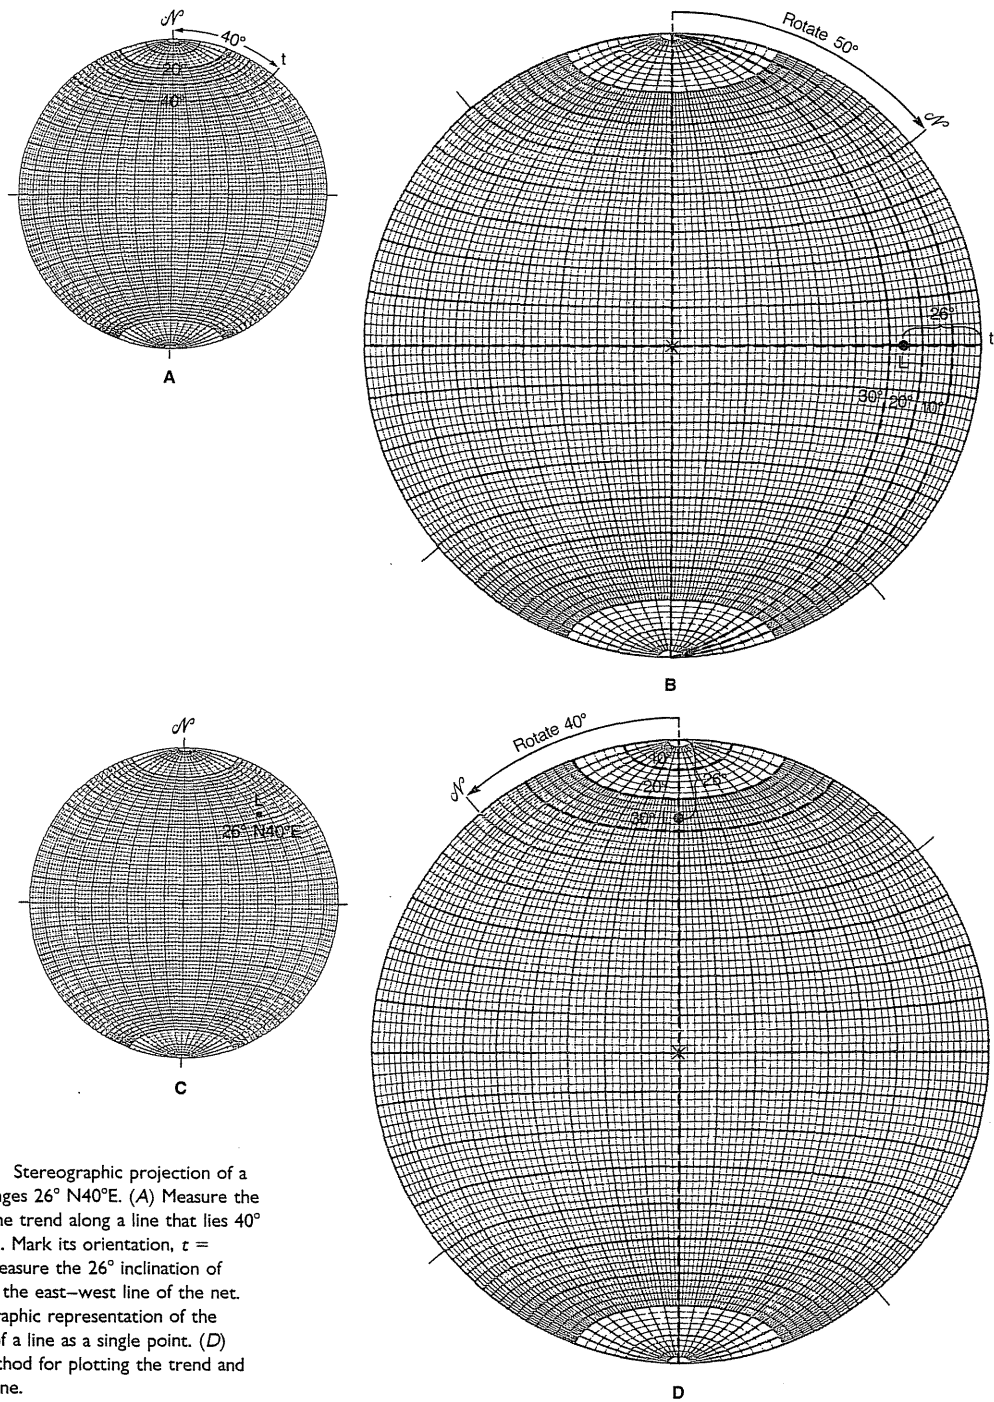 N
40°
t
20°
40°
A
Rotate 50°
N
26°
t
L
30° 20° 10°
B
N
L
26° N40°E
C
Rotate 40°
N
10°
20°
26°
30°
L
D
Stereographic projection of a
nges 26° N40°E. (A) Measure the
ne trend along a line that lies 40°
. Mark its orientation, t =
easure the 26° inclination of
the east–west line of the net.
raphic representation of the
f a line as a single point. (D)
thod for plotting the trend and
ne.